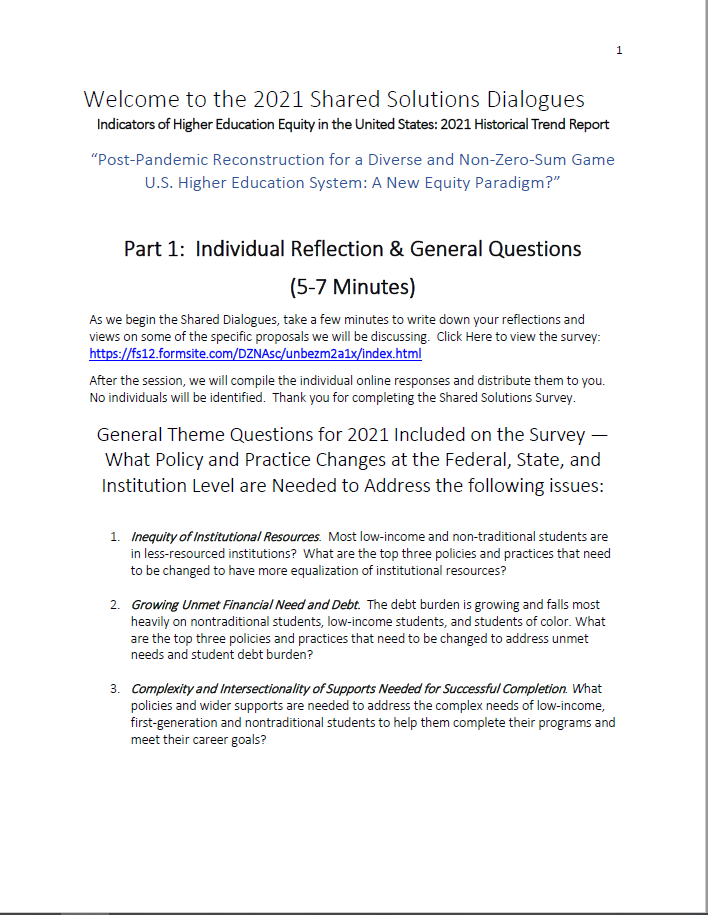 1
Welcome to the 2021 Shared Solutions Dialogues
Indicators of Higher Education Equity in the United States: 2021 Historical Trend Report
“Post-Pandemic Reconstruction for a Diverse and Non-Zero-Sum Game
U.S. Higher Education System: A New Equity Paradigm?”
Part 1:  Individual Reflection & General Questions
(5-7 Minutes)
As we begin the Shared Dialogues, take a few minutes to write down your reflections and
views on some of the specific proposals we will be discussing.  Click Here to view the survey:
https://fs12.formsite.com/DZNAsc/unbezm2a1x/index.html
After the session, we will compile the individual online responses and distribute them to you.
No individuals will be identified.  Thank you for completing the Shared Solutions Survey.
General Theme Questions for 2021 Included on the Survey —
What Policy and Practice Changes at the Federal, State, and
Institution Level are Needed to Address the following issues:
1. Inequity of Institutional Resources.  Most low-income and non-traditional students are
in less-resourced institutions?  What are the top three policies and practices that need
to be changed to have more equalization of institutional resources?
2. Growing Unmet Financial Need and Debt.  The debt burden is growing and falls most
heavily on nontraditional students, low-income students, and students of color. What
are the top three policies and practices that need to be changed to address unmet
needs and student debt burden?
3. Complexity and Intersectionality of Supports Needed for Successful Completion. What
policies and wider supports are needed to address the complex needs of low-income,
first-generation and nontraditional students to help them complete their programs and
meet their career goals?